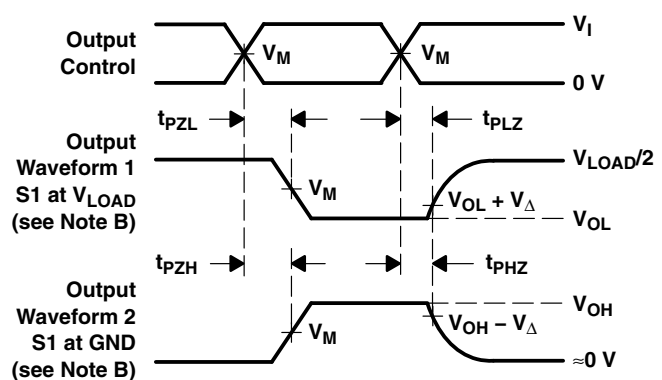 Output
Control
V_M
V_M
V_I
0 V
t_PZL
t_PLZ
Output
Waveform 1
S1 at V_LOAD
(see Note B)
V_M
V_LOAD/2
V_OL + V_Δ
V_OL
t_PZH
t_PHZ
Output
Waveform 2
S1 at GND
(see Note B)
V_M
V_OH
V_OH − V_Δ
≈0 V